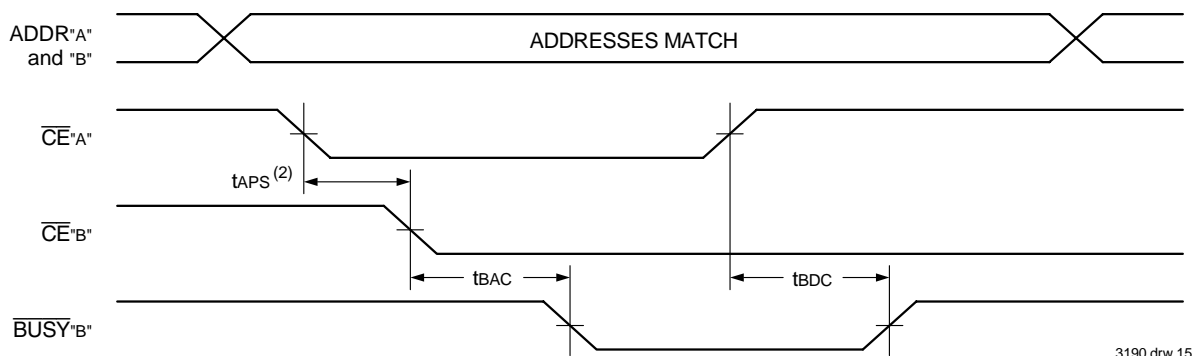 ADDR"A"
and "B"
ADDRESSES MATCH
CE"A"
tAPS (2)
CE"B"
tBAC
tBDC
BUSY"B"
3190 drw 15